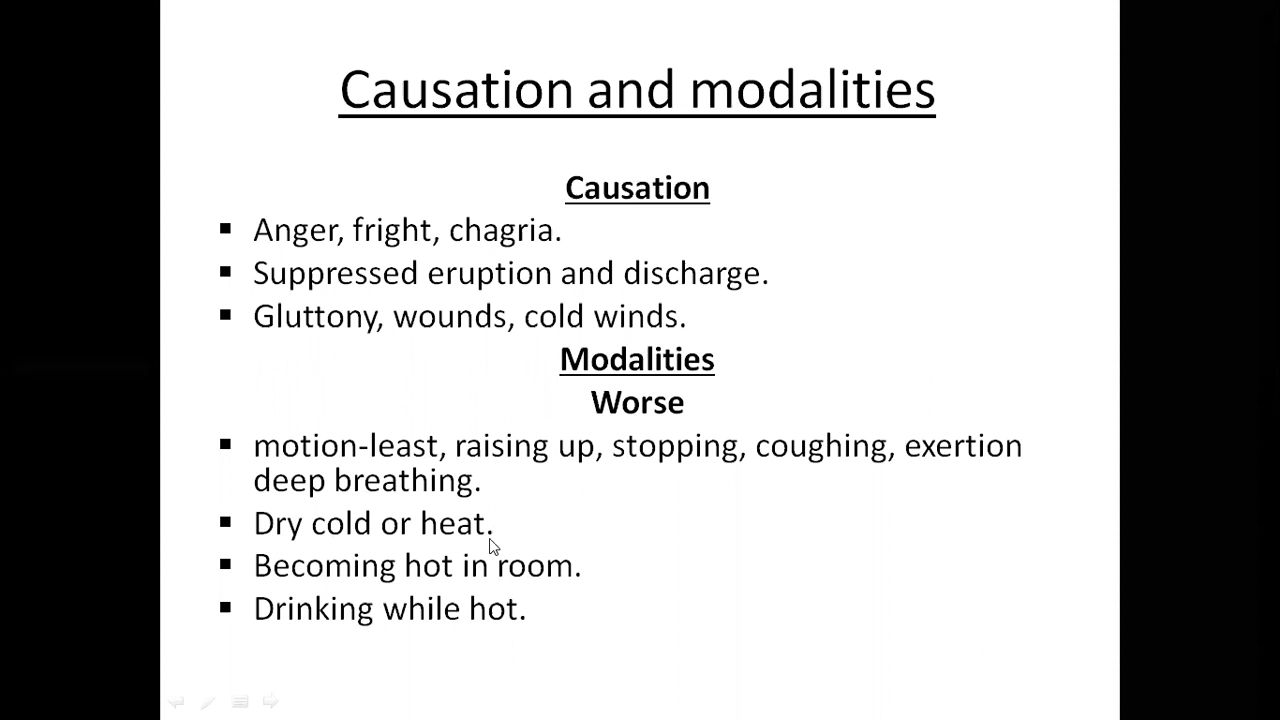 Causation and modalities
Causation
▪ Anger, fright, chagria.
▪ Suppressed eruption and discharge.
▪ Gluttony, wounds, cold winds.
Modalities
Worse
▪ motion-least, raising up, stopping, coughing, exertion
deep breathing.
▪ Dry cold or heat.
▪ Becoming hot in room.
▪ Drinking while hot.